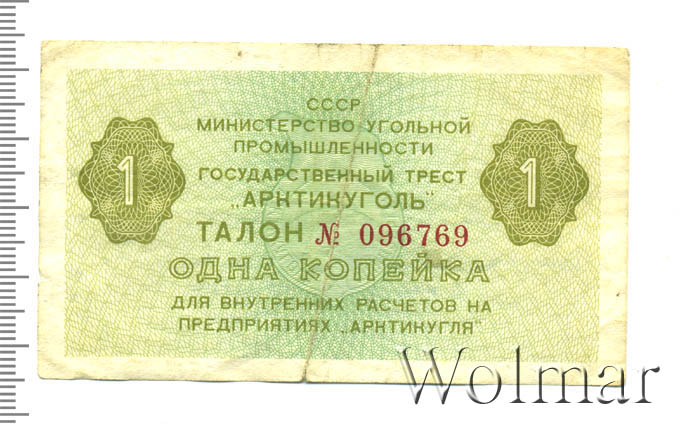 СССР
МИНИСТЕРСТВО УГОЛЬНОЙ
ПРОМЫШЛЕННОСТИ
ГОСУДАРСТВЕННЫЙ ТРЕСТ
„АРКТИКУГОЛЬ"
1
1
ТАЛОН № 096769
ОДНА КОПЕЙКА
ДЛЯ ВНУТРЕННИХ РАСЧЕТОВ НА
ПРЕДПРИЯТИЯХ „АРКТИКУГЛЯ"
Wolmar